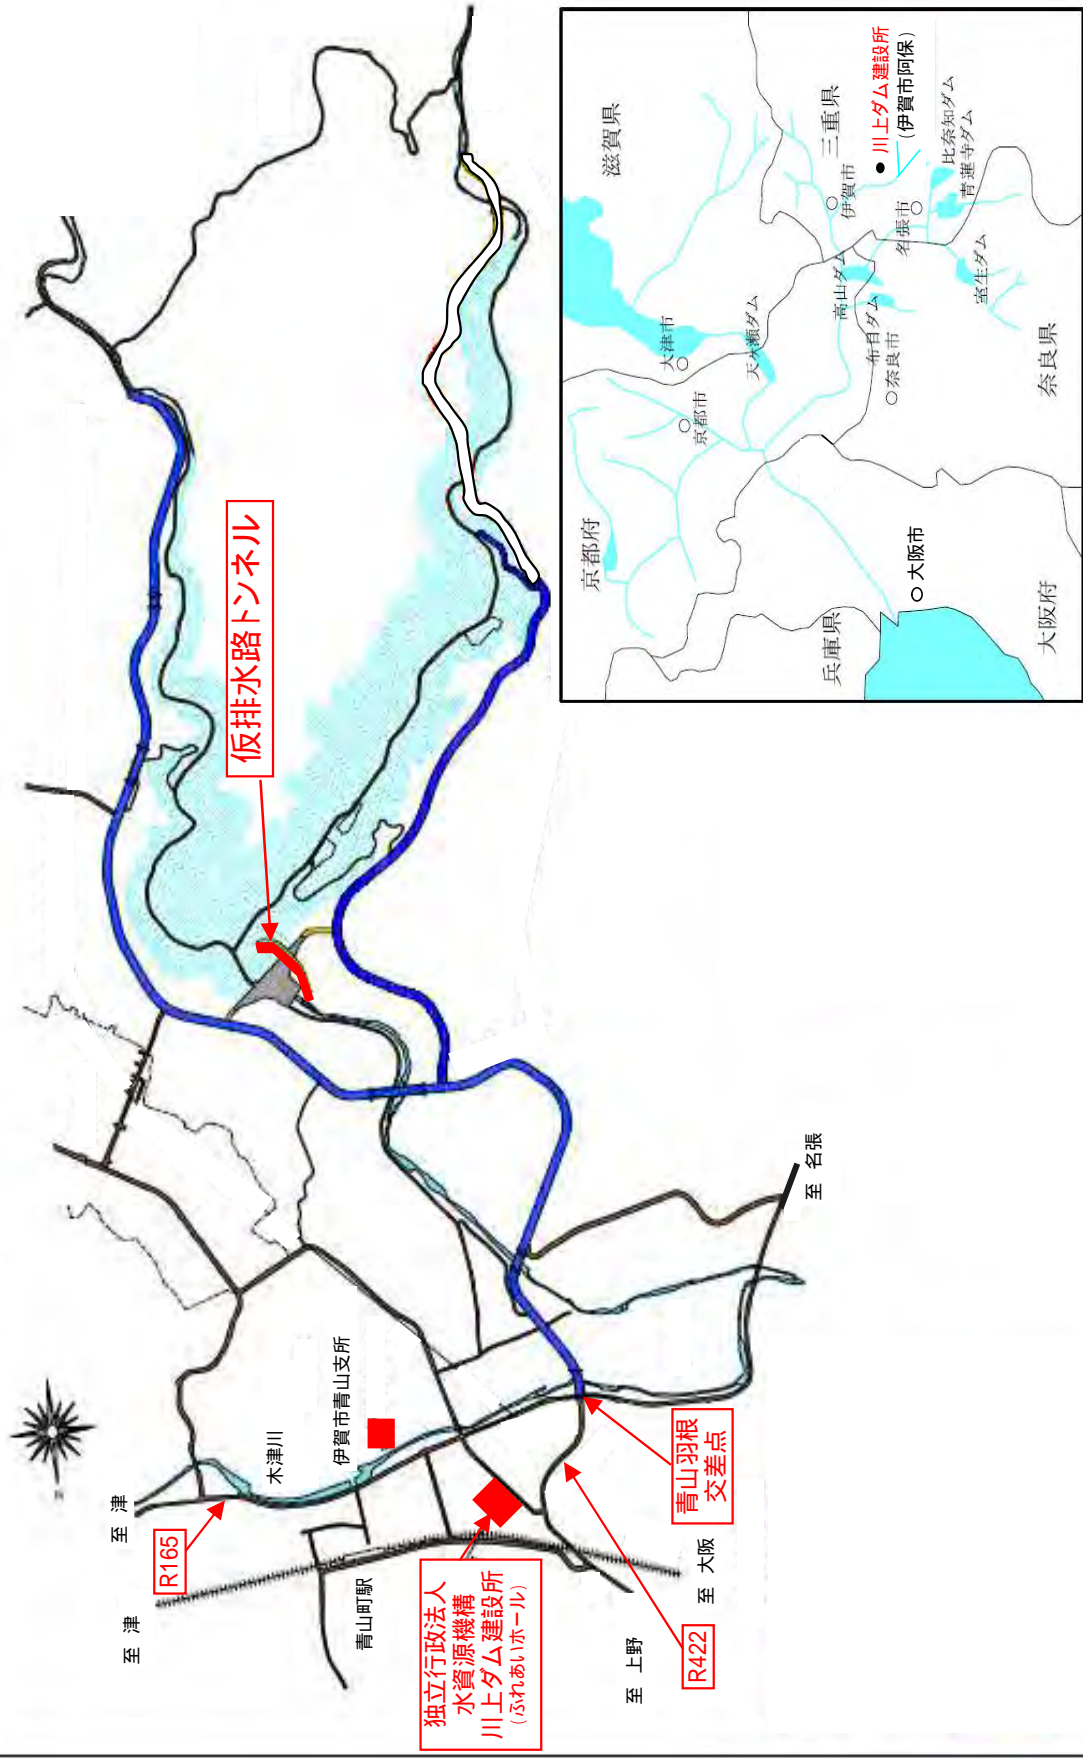 仮排水路トンネル
至 津
至 津
R165
木津川
伊賀市青山支所
青山町駅
独立行政法人
水資源機構
川上ダム建設所
(ふれあいホール)
青山羽根
交差点
R422
至 上野
至 大阪
至 名張
滋賀県
三重県
川上ダム建設所
(伊賀市阿保)
伊賀市
比奈知ダム
青蓮寺ダム
名張市
室生ダム
高山ダム
布目ダム
奈良市
奈良県
大津市
天ヶ瀬ダム
京都市
京都府
兵庫県
大阪市
大阪府